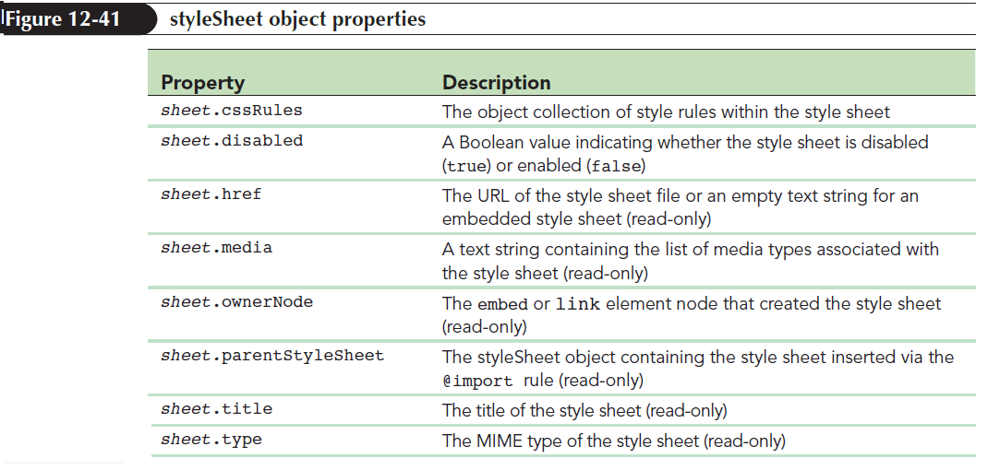 Figure 12-41 styleSheet object properties
Property Description
sheet.cssRules The object collection of style rules within the style sheet
sheet.disabled A Boolean value indicating whether the style sheet is disabled
(true) or enabled (false)
sheet.href The URL of the style sheet file or an empty text string for an
embedded style sheet (read-only)
sheet.media A text string containing the list of media types associated with
the style sheet (read-only)
sheet.ownerNode The embed or link element node that created the style sheet
(read-only)
sheet.parentStyleSheet The styleSheet object containing the style sheet inserted via the
@import rule (read-only)
sheet.title The title of the style sheet (read-only)
sheet.type The MIME type of the style sheet (read-only)